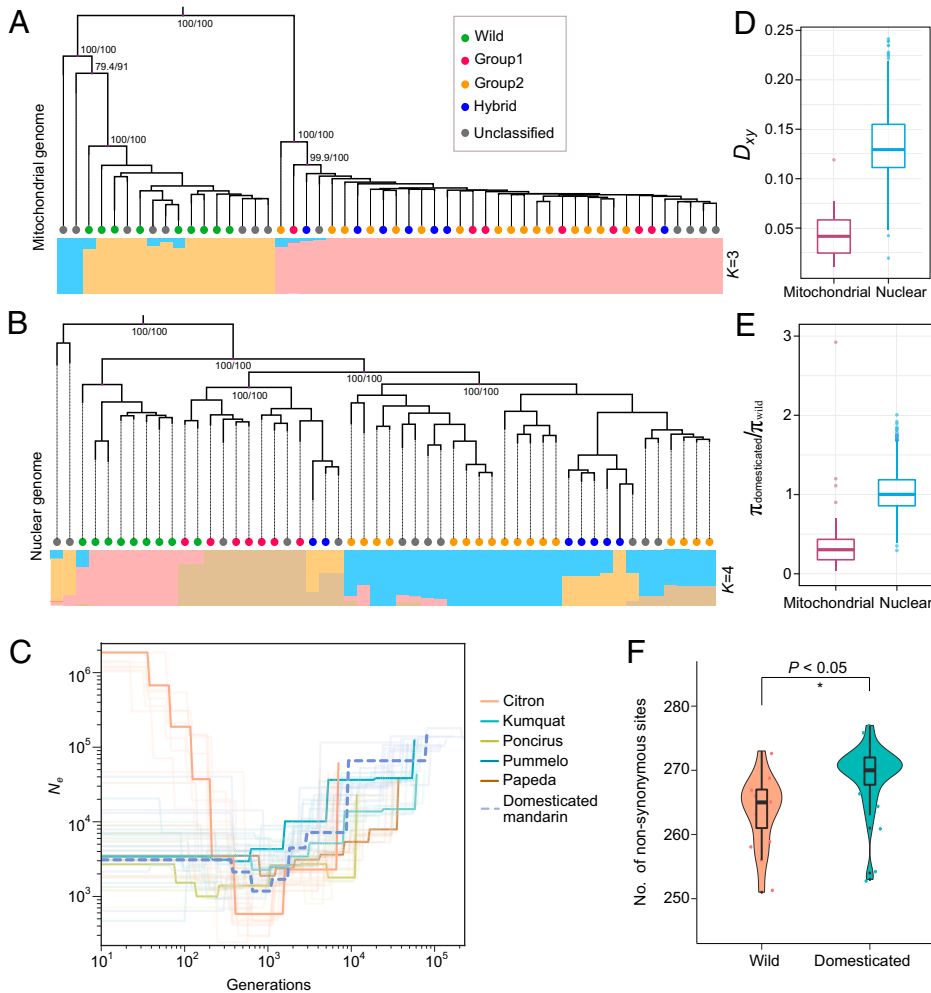 A
Mitochondrial genome
100/100
100/100
79.4/91
100/100
100/100
99.9/100
Wild
Group1
Group2
Hybrid
Unclassified
K=3
B
Nuclear genome
100/100
100/100
100/100
100/100
100/100
K=4
C
Ne
10^6
10^5
10^4
10^3
10^1
10^2
10^3
10^4
10^5
Generations
Citron
Kumquat
Poncirus
Pummelo
Papeda
Domesticated
mandarin
D
Dxy
0.25
0.20
0.15
0.10
0.05
Mitochondrial Nuclear
E
πdomesticated/πwild
3
2
1
0
Mitochondrial Nuclear
F
No. of non-synonymous sites
P < 0.05
*
280
270
260
250
Wild
Domesticated